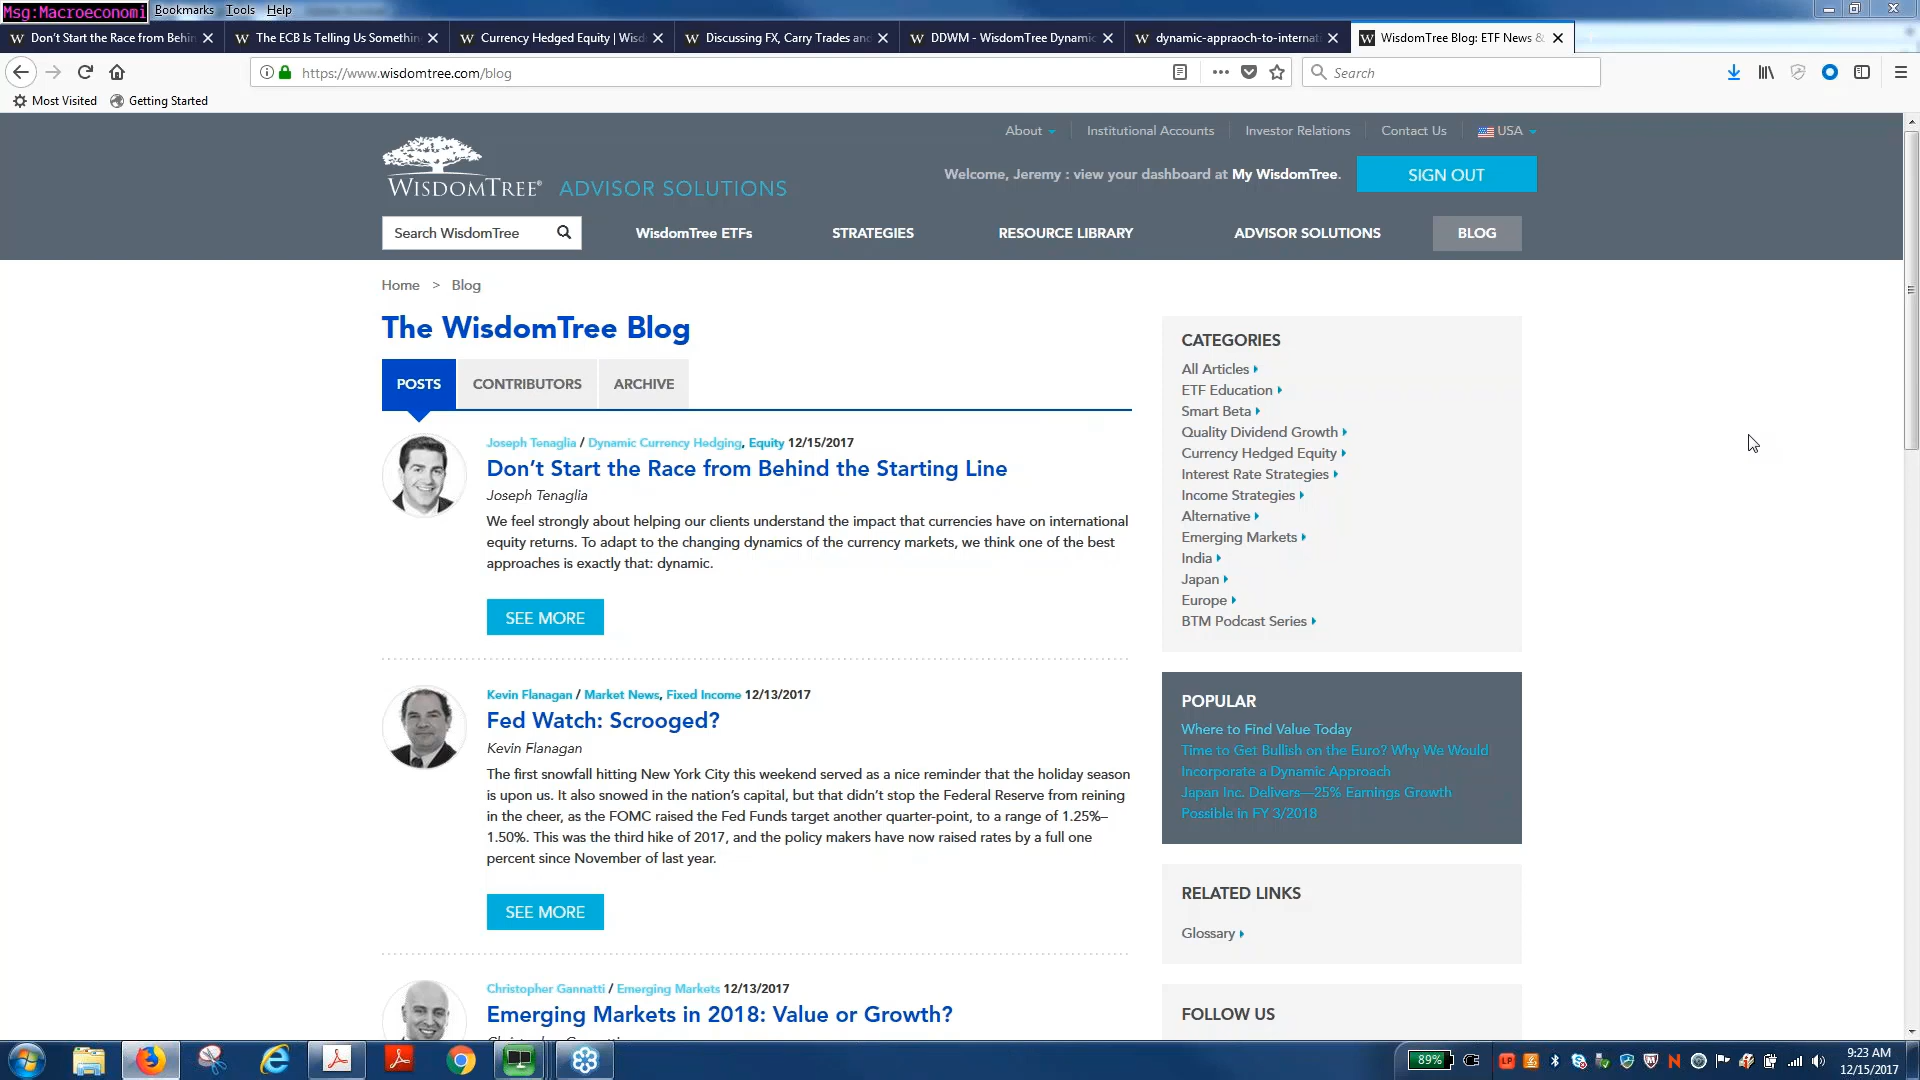 Msg:Macroeconomi
Bookmarks Tools Help
Don't Start the Race from Behin
The ECB Is Telling Us Somethin
Currency Hedged Equity | Wisd
Discussing FX, Carry Trades and
DDWM - WisdomTree Dynamic
dynamic-appraoch-to-internati
WisdomTree Blog: ETF News &
https://www.wisdomtree.com/blog
Search
Most Visited Getting Started
About Institutional Accounts Investor Relations Contact Us USA
WISDOMTREE® ADVISOR SOLUTIONS
Welcome, Jeremy : view your dashboard at My WisdomTree.
SIGN OUT
Search WisdomTree
WisdomTree ETFs STRATEGIES RESOURCE LIBRARY ADVISOR SOLUTIONS BLOG
Home > Blog
The WisdomTree Blog
POSTS CONTRIBUTORS ARCHIVE
Joseph Tenaglia / Dynamic Currency Hedging, Equity 12/15/2017
Don't Start the Race from Behind the Starting Line
Joseph Tenaglia
We feel strongly about helping our clients understand the impact that currencies have on international
equity returns. To adapt to the changing dynamics of the currency markets, we think one of the best
approaches is exactly that: dynamic.
SEE MORE
Kevin Flanagan / Market News, Fixed Income 12/13/2017
Fed Watch: Scrooged?
Kevin Flanagan
The first snowfall hitting New York City this weekend served as a nice reminder that the holiday season
is upon us. It also snowed in the nation's capital, but that didn't stop the Federal Reserve from reining
in the cheer, as the FOMC raised the Fed Funds target another quarter-point, to a range of 1.25%–
1.50%. This was the third hike of 2017, and the policy makers have now raised rates by a full one
percent since November of last year.
SEE MORE
Christopher Gannatti / Emerging Markets 12/13/2017
Emerging Markets in 2018: Value or Growth?
CATEGORIES
All Articles
ETF Education
Smart Beta
Quality Dividend Growth
Currency Hedged Equity
Interest Rate Strategies
Income Strategies
Alternative
Emerging Markets
India
Japan
Europe
BTM Podcast Series
POPULAR
Where to Find Value Today
Time to Get Bullish on the Euro? Why We Would
Incorporate a Dynamic Approach
Japan Inc. Delivers—25% Earnings Growth
Possible in FY 3/2018
RELATED LINKS
Glossary
FOLLOW US
89%
9:23 AM
12/15/2017